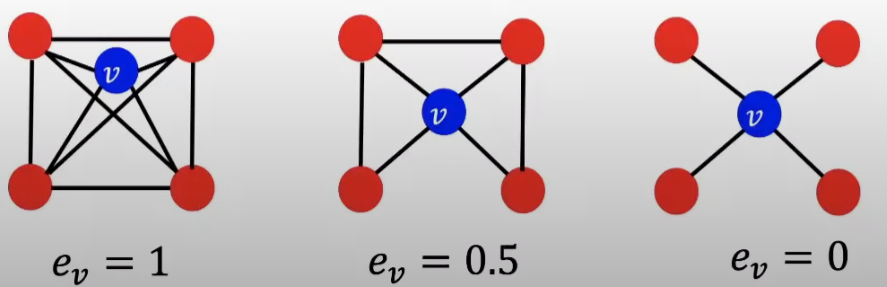 v
v
v
e_v = 1
e_v = 0.5
e_v = 0